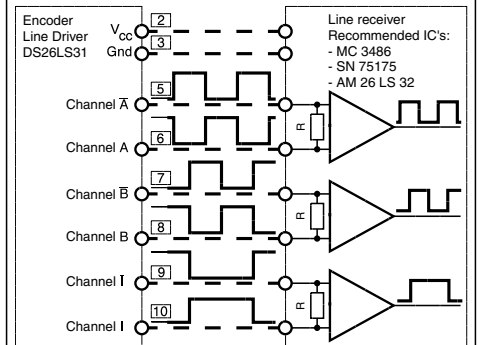 Encoder
Line Driver
DS26LS31
VCC
Gnd
2
3
Line receiver
Recommended IC's:
- MC 3486
- SN 75175
- AM 26 LS 32
Channel A̅
5
Channel A
6
R
Channel B̅
7
Channel B
8
R
Channel I̅
9
Channel I
10
R